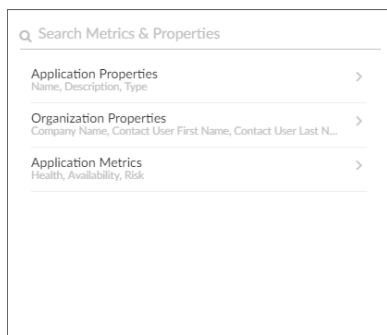 Search Metrics & Properties
Application Properties
Name, Description, Type
Organization Properties
Company Name, Contact User First Name, Contact User Last N...
Application Metrics
Health, Availability, Risk